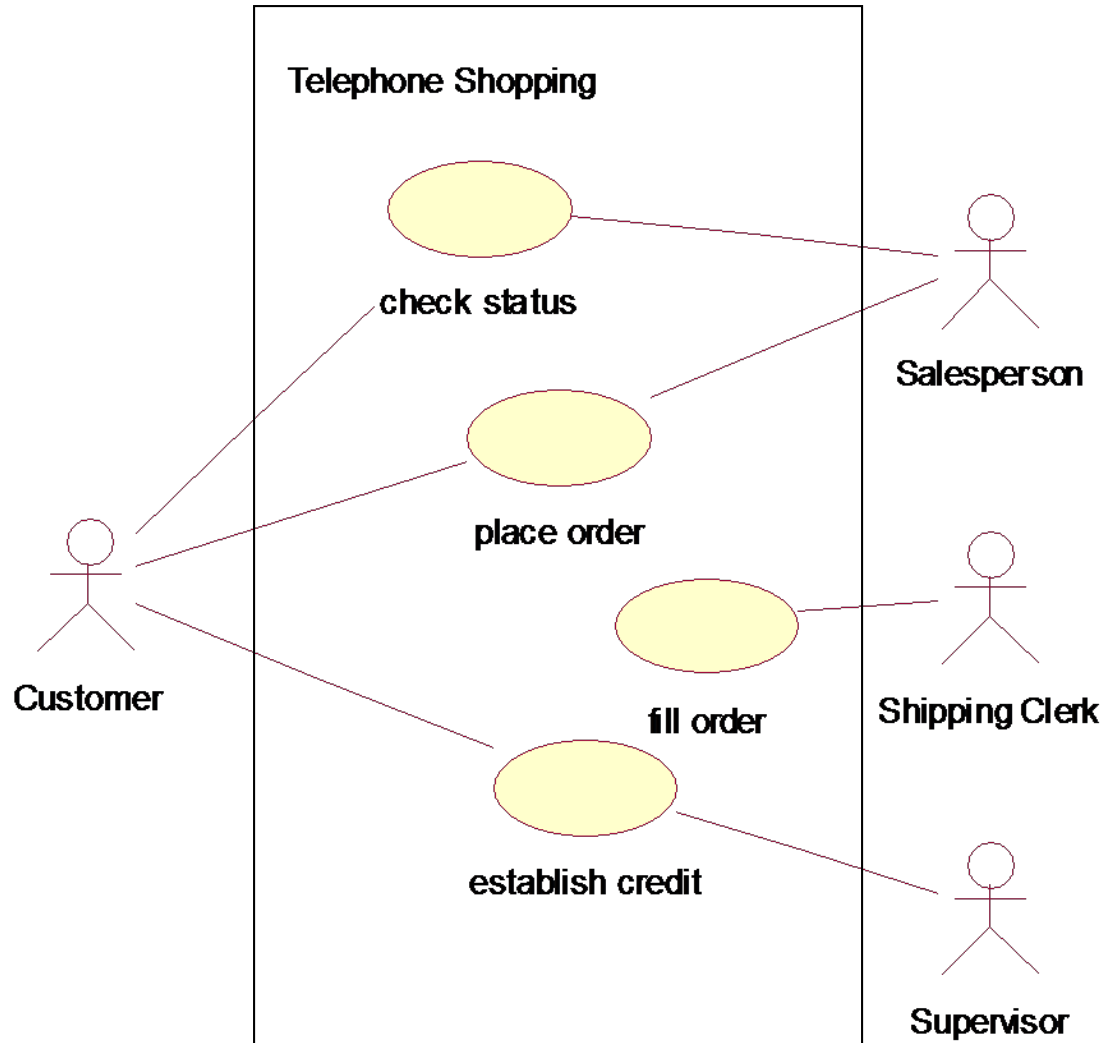 Telephone Shopping
check status
Salesperson
place order
Customer
fill order
Shipping Clerk
establish credit
Supervisor